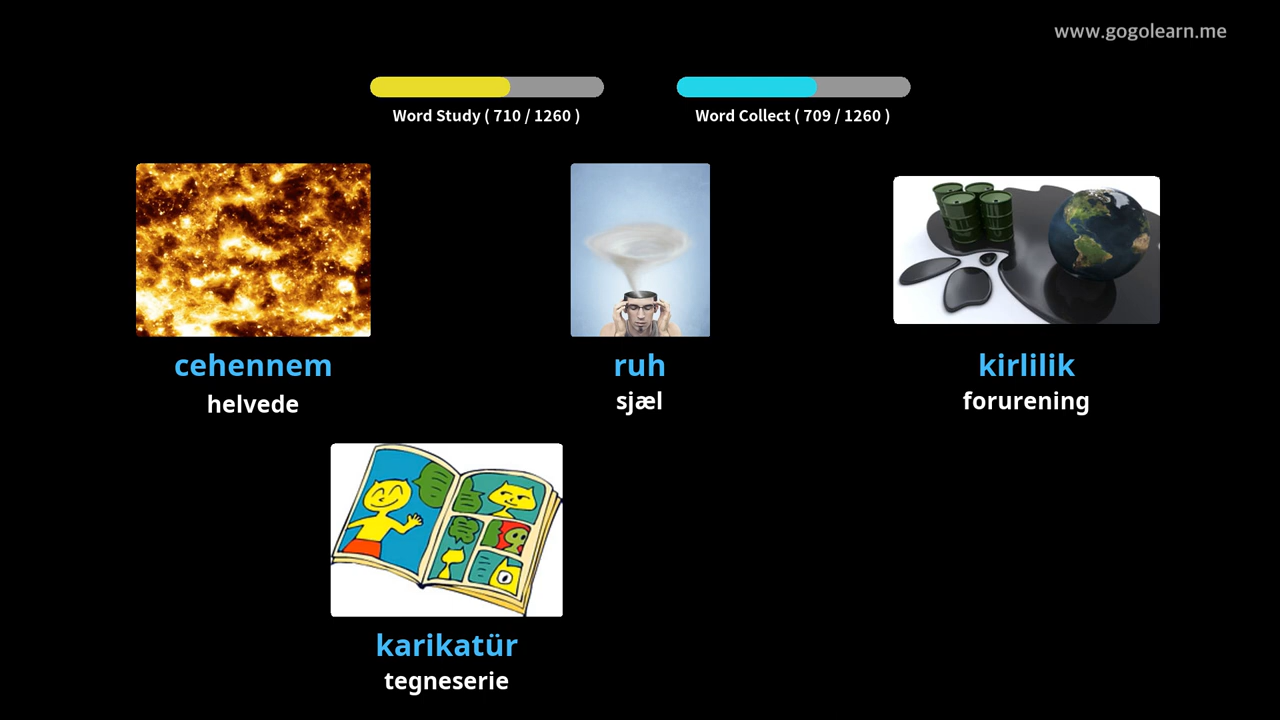 www.gogolearn.me
Word Study ( 710 / 1260 )
Word Collect ( 709 / 1260 )
cehennem
helvede
ruh
sjæl
kirlilik
forurening
karikatür
tegneserie